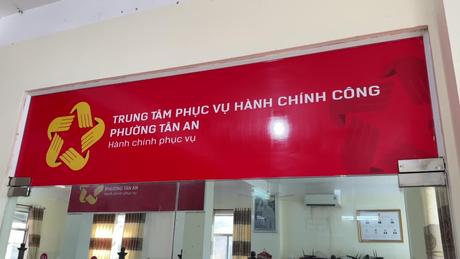 TRUNG TÂM PHỤC VỤ HÀNH CHÍNH CÔNG
PHƯỜNG TÂN AN
Hành chính phục vụ
PHƯỜNG TÂN AN